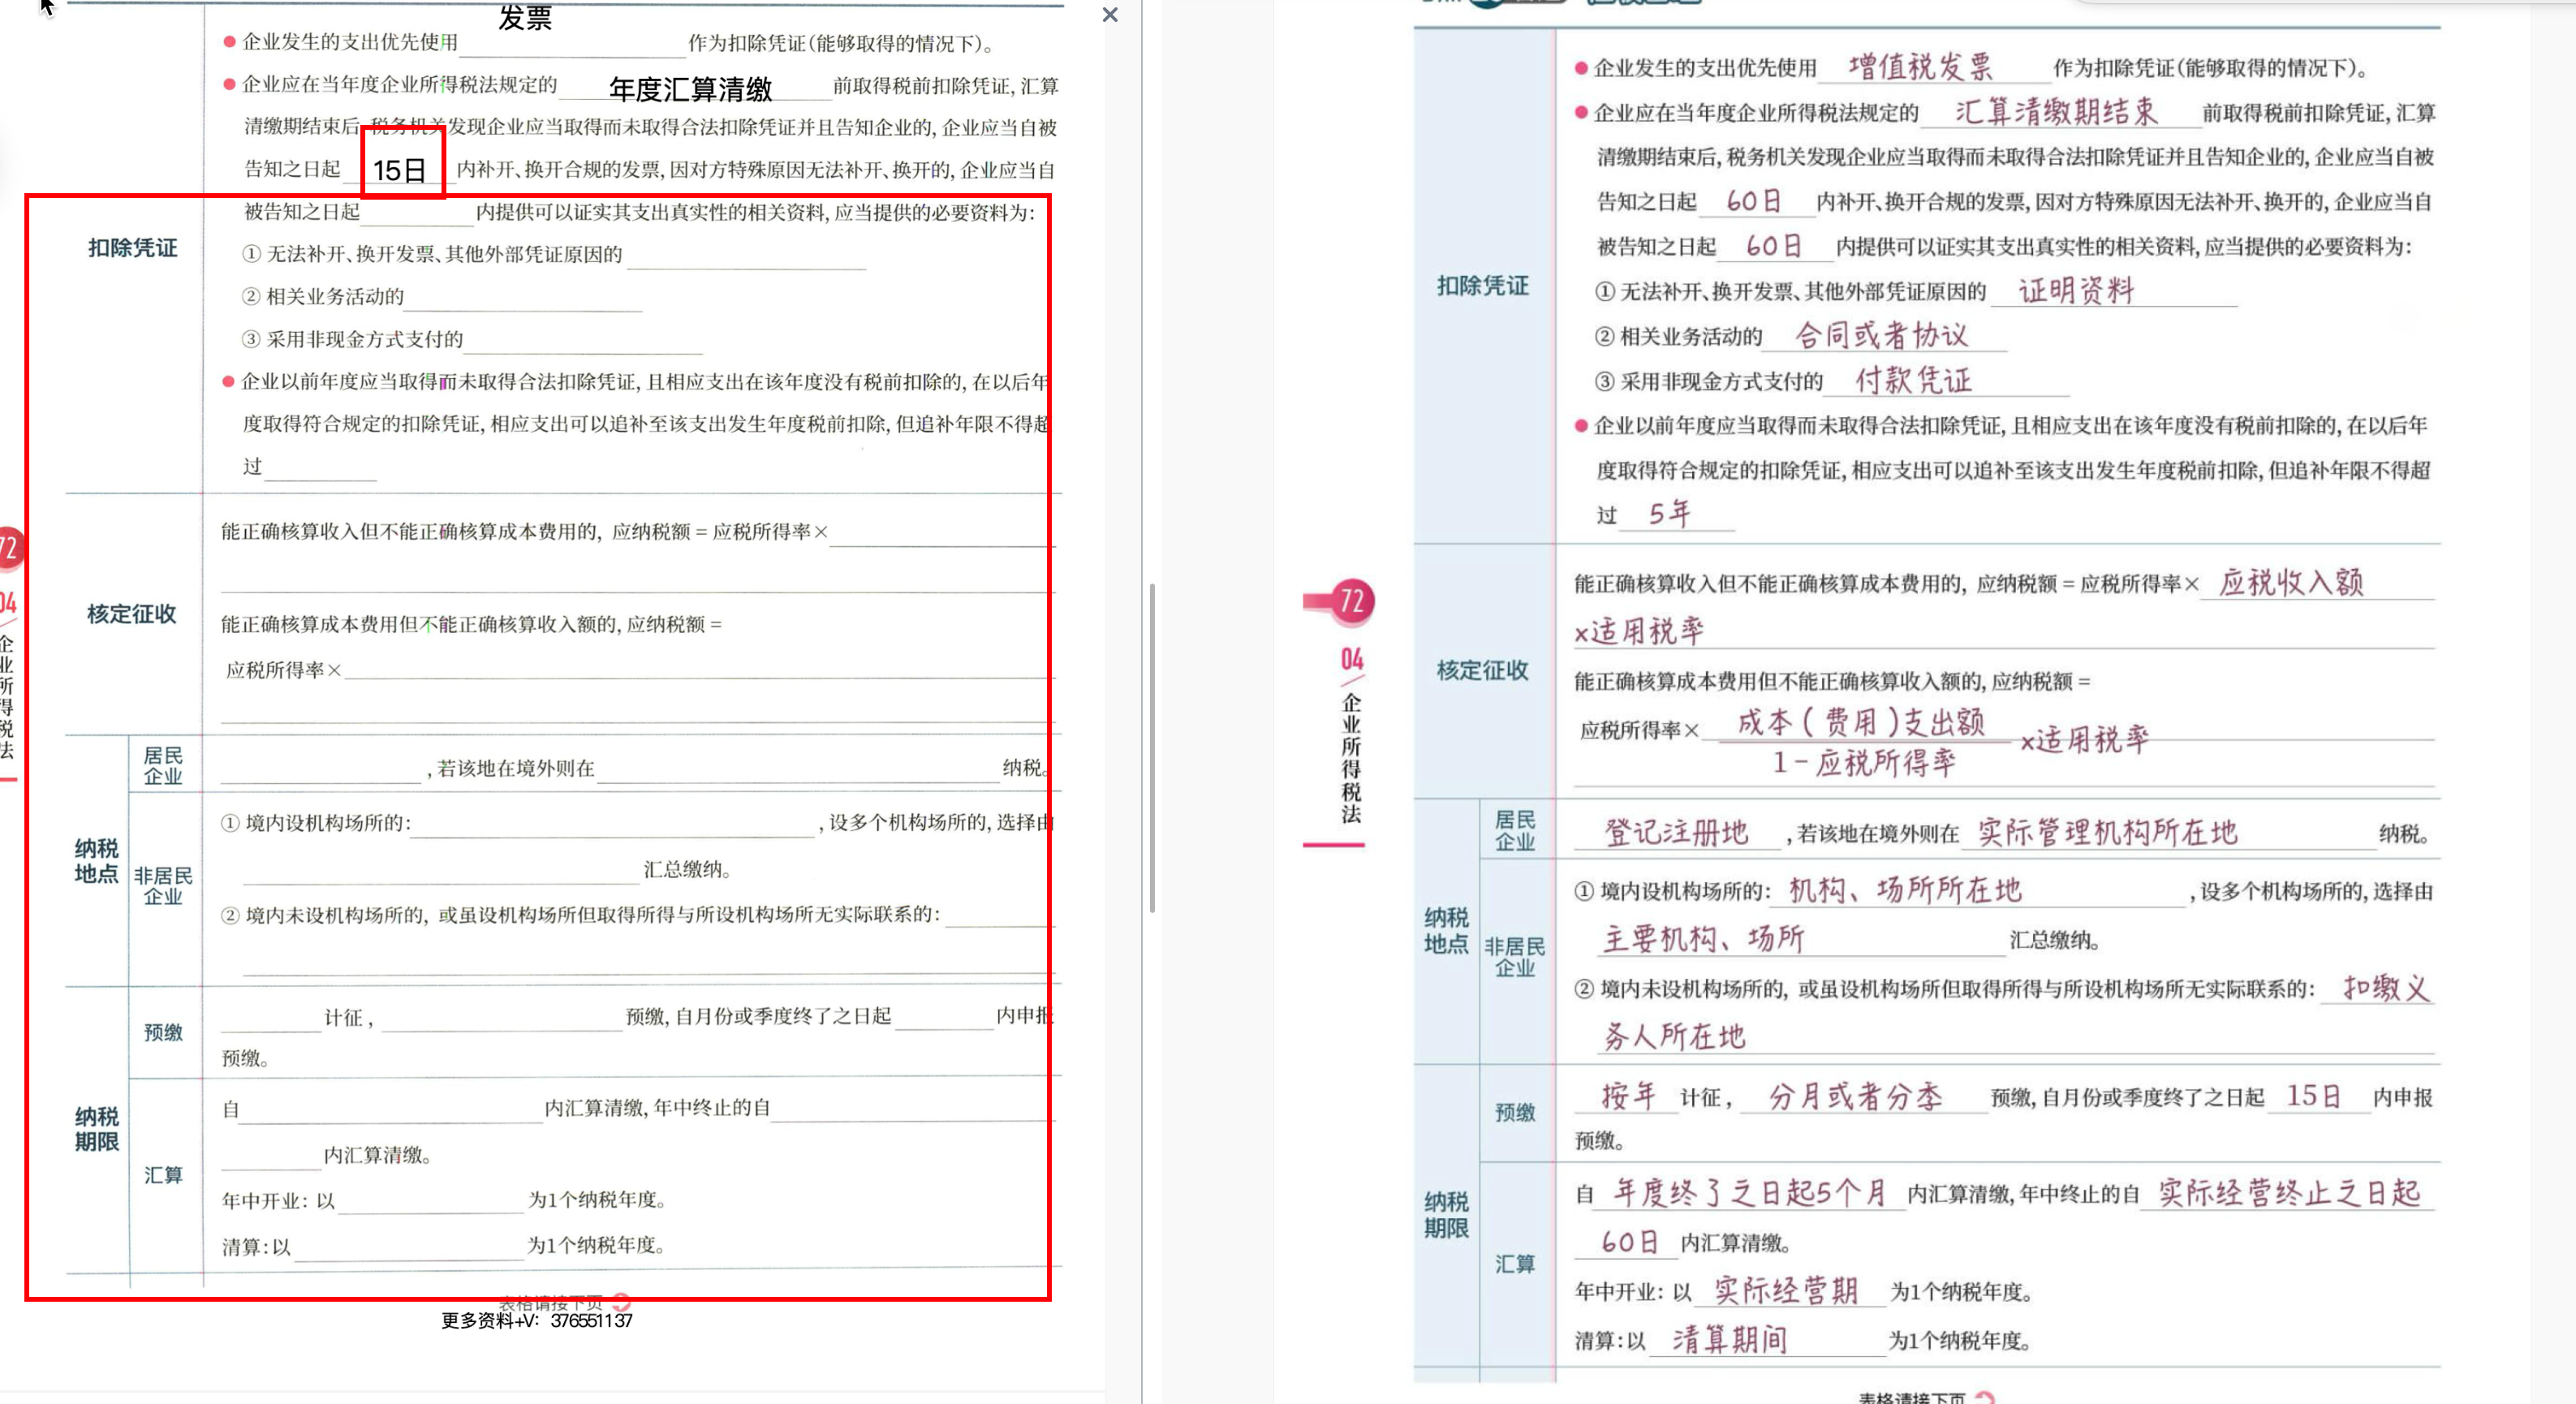 发票
● 企业发生的支出优先使用 作为扣除凭证(能够取得的情况下)。
● 企业应在当年度企业所得税法规定的 年度汇算清缴 前取得税前扣除凭证, 汇算
清缴期结束后, 税务机关发现企业应当取得而未取得合法扣除凭证并且告知企业的, 企业应当自被
告知之日起 15日 内补开、换开合规的发票, 因对方特殊原因无法补开、换开的, 企业应当自
被告知之日起 内提供可以证实其支出真实性的相关资料, 应当提供的必要资料为:
扣除凭证
① 无法补开、换开发票、其他外部凭证原因的
② 相关业务活动的
③ 采用非现金方式支付的
● 企业以前年度应当取得而未取得合法扣除凭证, 且相应支出在该年度没有税前扣除的, 在以后年
度取得符合规定的扣除凭证, 相应支出可以追补至该支出发生年度税前扣除, 但追补年限不得超
过
72
04
企业所得税法
核定征收
能正确核算收入但不能正确核算成本费用的, 应纳税额 = 应税所得率×
能正确核算成本费用但不能正确核算收入额的, 应纳税额 =
应税所得率×
纳税
地点
居民
企业
, 若该地在境外则在 纳税。
非居民
企业
① 境内设机构场所的: , 设多个机构场所的, 选择由
汇总缴纳。
② 境内未设机构场所的, 或虽设机构场所但取得所得与所设机构场所无实际联系的:
纳税
期限
预缴
计征, 预缴, 自月份或季度终了之日起 内申报
预缴。
汇算
自 内汇算清缴, 年中终止的自
内汇算清缴。
年中开业: 以 为1个纳税年度。
清算: 以 为1个纳税年度。
表格请接下页
更多资料+V: 376551137
● 企业发生的支出优先使用 增值税发票 作为扣除凭证(能够取得的情况下)。
● 企业应在当年度企业所得税法规定的 汇算清缴期结束 前取得税前扣除凭证, 汇算
清缴期结束后, 税务机关发现企业应当取得而未取得合法扣除凭证并且告知企业的, 企业应当自被
告知之日起 60日 内补开、换开合规的发票, 因对方特殊原因无法补开、换开的, 企业应当自
被告知之日起 60日 内提供可以证实其支出真实性的相关资料, 应当提供的必要资料为:
扣除凭证
① 无法补开、换开发票、其他外部凭证原因的 证明资料
② 相关业务活动的 合同或者协议
③ 采用非现金方式支付的 付款凭证
● 企业以前年度应当取得而未取得合法扣除凭证, 且相应支出在该年度没有税前扣除的, 在以后年
度取得符合规定的扣除凭证, 相应支出可以追补至该支出发生年度税前扣除, 但追补年限不得超
过 5年
72
04
企业所得税法
核定征收
能正确核算收入但不能正确核算成本费用的, 应纳税额 = 应税所得率× 应税收入额
×适用税率
能正确核算成本费用但不能正确核算收入额的, 应纳税额 =
应税所得率× 成本(费用)支出额 ×适用税率
1-应税所得率
纳税
地点
居民
企业
登记注册地 , 若该地在境外则在 实际管理机构所在地 纳税。
非居民
企业
① 境内设机构场所的: 机构、场所所在地 , 设多个机构场所的, 选择由
主要机构、场所 汇总缴纳。
② 境内未设机构场所的, 或虽设机构场所但取得所得与所设机构场所无实际联系的: 扣缴义
务人所在地
纳税
期限
预缴
按年 计征, 分月或者分季 预缴, 自月份或季度终了之日起 15日 内申报
预缴。
汇算
自 年度终了之日起5个月 内汇算清缴, 年中终止的自 实际经营终止之日起
60日 内汇算清缴。
年中开业: 以 实际经营期 为1个纳税年度。
清算: 以 清算期间 为1个纳税年度。
表格请接下页